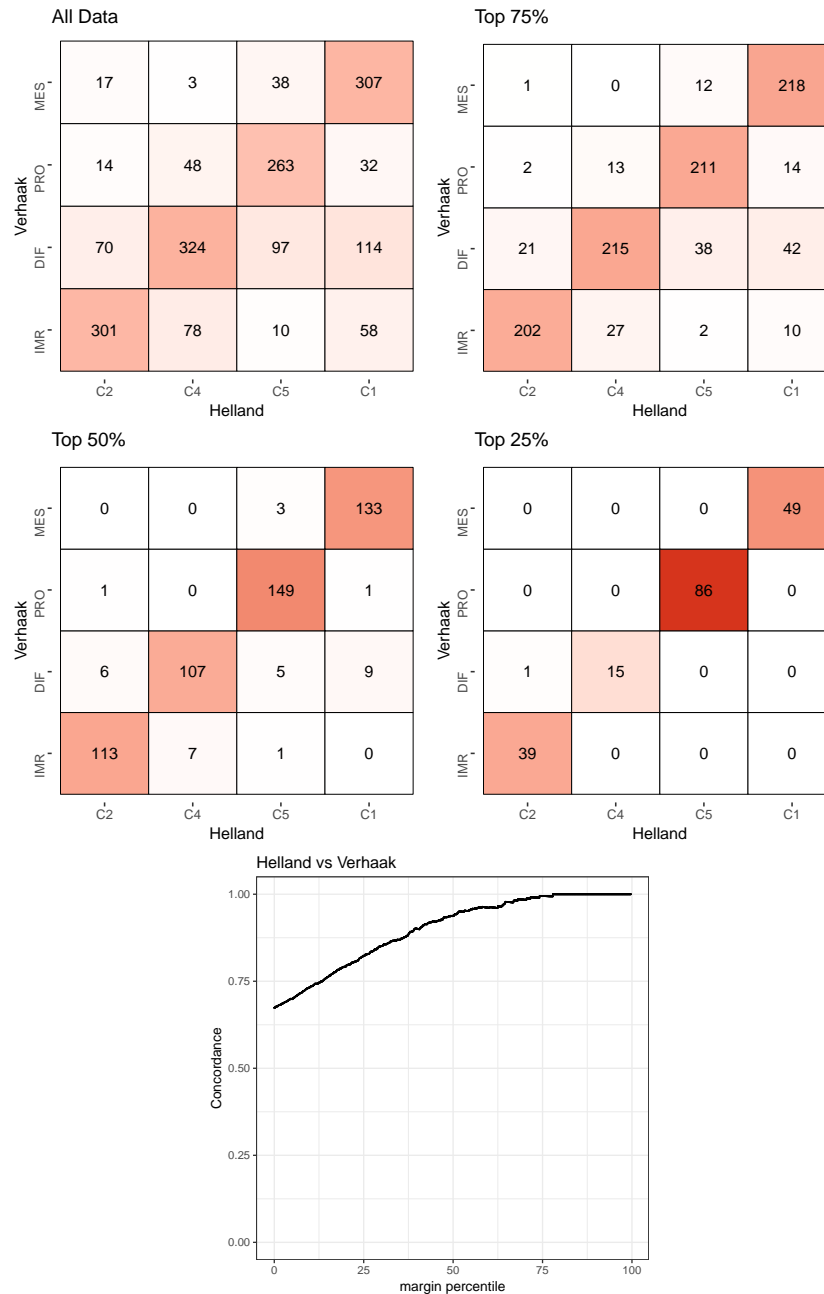 All Data
Verhaak
MES 17 3 38 307
PRO 14 48 263 32
DIF 70 324 97 114
IMR 301 78 10 58
C2 C4 C5 C1
Helland
Top 75%
Verhaak
MES 1 0 12 218
PRO 2 13 211 14
DIF 21 215 38 42
IMR 202 27 2 10
C2 C4 C5 C1
Helland
Top 50%
Verhaak
MES 0 0 3 133
PRO 1 0 149 1
DIF 6 107 5 9
IMR 113 7 1 0
C2 C4 C5 C1
Helland
Top 25%
Verhaak
MES 0 0 0 49
PRO 0 0 86 0
DIF 1 15 0 0
IMR 39 0 0 0
C2 C4 C5 C1
Helland
Helland vs Verhaak
Concordance
1.00
0.75
0.50
0.25
0.00
0 25 50 75 100
margin percentile